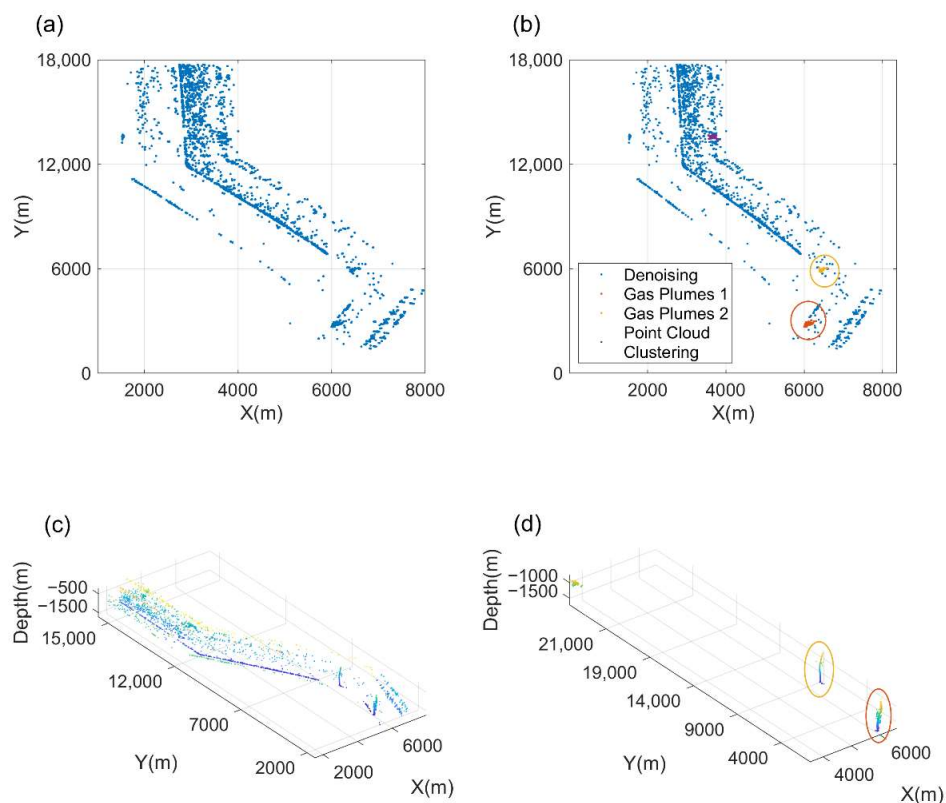 (a)
18,000
12,000
6000
0
Y(m)
2000
4000
6000
8000
X(m)
(b)
18,000
12,000
6000
0
Y(m)
Denoising
Gas Plumes 1
Gas Plumes 2
Point Cloud
Clustering
0
2000
4000
6000
8000
X(m)
(c)
Depth(m)
−500
−1500
15,000
12,000
7000
2000
Y(m)
2000
6000
X(m)
(d)
Depth(m)
−1000
−1500
21,000
19,000
14,000
9000
4000
Y(m)
4000
6000
X(m)